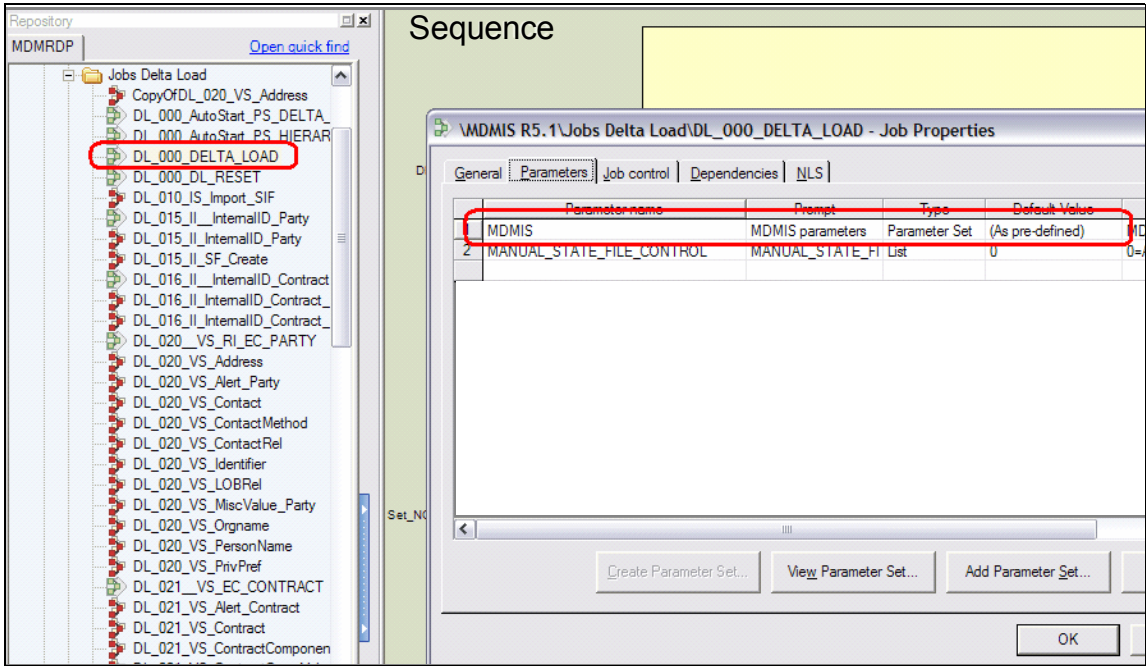 Repository
MDMRDP
Open quick find
Jobs Delta Load
CopyOfDL_020_VS_Address
DL_000_AutoStart_PS_DELTA_
DL_000_AutoStart_PS_HIERAR
DL_000_DELTA_LOAD
DL_000_DL_RESET
DL_010_IS_Import_SIF
DL_015_II__InternalID_Party
DL_015_II_InternalID_Party
DL_015_II_SF_Create
DL_016_II__InternalID_Contract
DL_016_II_InternalID_Contract_
DL_016_II_InternalID_Contract_
DL_020__VS_RI_EC_PARTY
DL_020_VS_Address
DL_020_VS_Alert_Party
DL_020_VS_Contact
DL_020_VS_ContactMethod
DL_020_VS_ContactRel
DL_020_VS_Identifier
DL_020_VS_LOBRel
DL_020_VS_MiscValue_Party
DL_020_VS_Orgname
DL_020_VS_PersonName
DL_020_VS_PrivPref
DL_021__VS_EC_CONTRACT
DL_021_VS_Alert_Contract
DL_021_VS_Contract
DL_021_VS_ContractComponen
Sequence
D
Set_NO
\MDMIS R5.1\Jobs Delta Load\DL_000_DELTA_LOAD - Job Properties
General Parameters Job control Dependencies NLS
Parameter name Prompt Type Default Value
1 MDMIS MDMIS parameters Parameter Set (As pre-defined) MD
2 MANUAL_STATE_FILE_CONTROL MANUAL_STATE_FI List 0 0=A
Create Parameter Set... View Parameter Set... Add Parameter Set...
OK